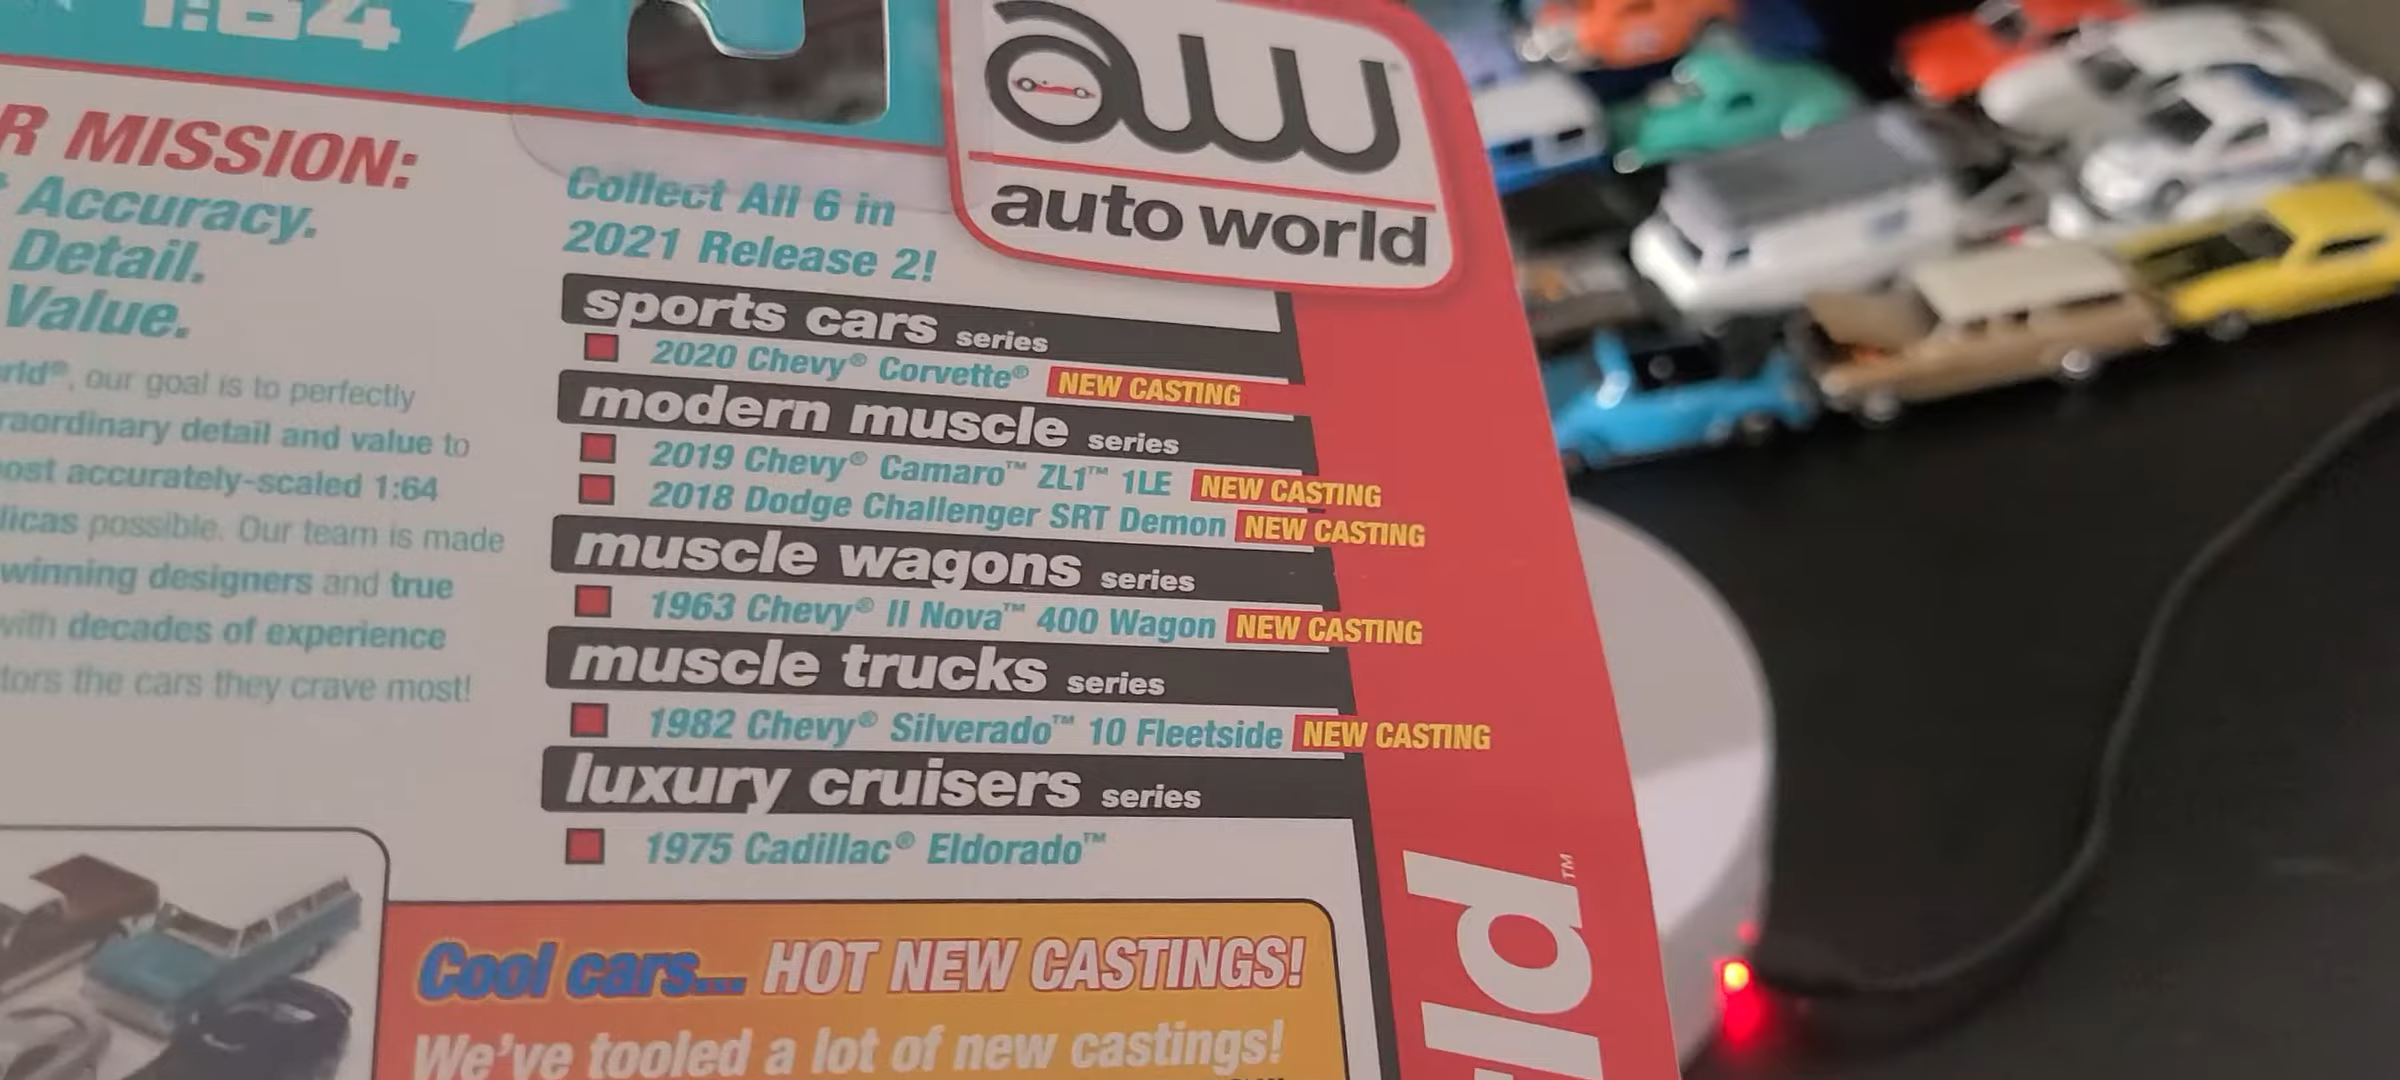 1:64
R MISSION:
Accuracy.
Detail.
Value.
rld®, our goal is to perfectly
raordinary detail and value to
ost accurately-scaled 1:64
licas possible. Our team is made
winning designers and true
with decades of experience
tors the cars they crave most!
aw
auto world
Collect All 6 in
2021 Release 2!
sports cars series
2020 Chevy® Corvette® NEW CASTING
modern muscle series
2019 Chevy® Camaro™ ZL1™ 1LE NEW CASTING
2018 Dodge Challenger SRT Demon NEW CASTING
muscle wagons series
1963 Chevy® II Nova™ 400 Wagon NEW CASTING
muscle trucks series
1982 Chevy® Silverado™ 10 Fleetside NEW CASTING
luxury cruisers series
1975 Cadillac® Eldorado™
Cool cars... HOT NEW CASTINGS!
We've tooled a lot of new castings!
rld™